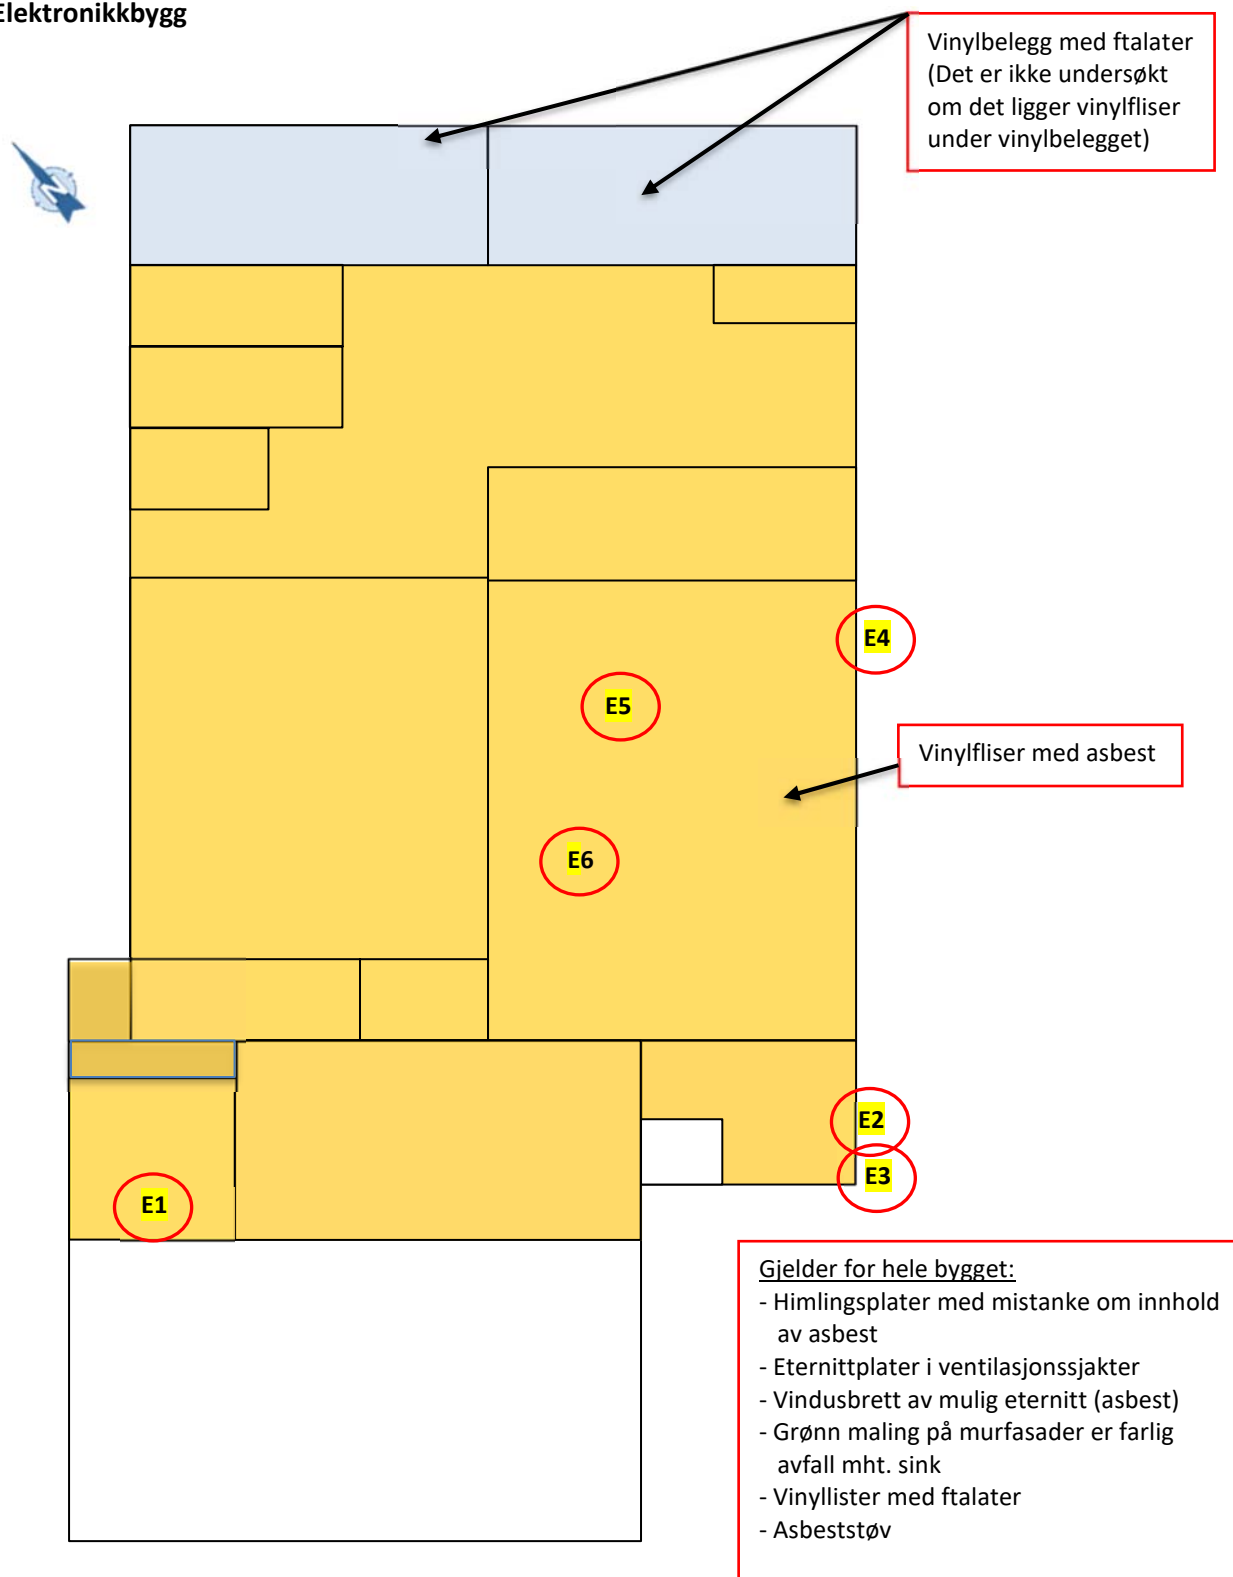 Elektronikkbygg
Vinylbelegg med ftalater
(Det er ikke undersøkt
om det ligger vinylfliser
under vinylbelegget)
N
E4
E5
Vinylfliser med asbest
E6
E2
E3
E1
Gjelder for hele bygget:
- Himlingsplater med mistanke om innhold
av asbest
- Eternittplater i ventilasjonssjakter
- Vindusbrett av mulig eternitt (asbest)
- Grønn maling på murfasader er farlig
avfall mht. sink
- Vinyllister med ftalater
- Asbeststøv